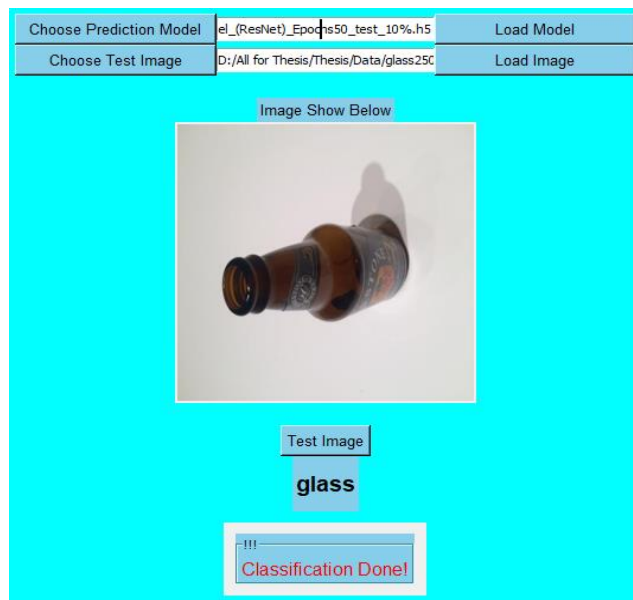 Choose Prediction Model el_(ResNet)_Epochs50_test_10%.h5 Load Model
Choose Test Image D:/All for Thesis/Thesis/Data/glass250 Load Image
Image Show Below
Test Image
glass
!!!
Classification Done!